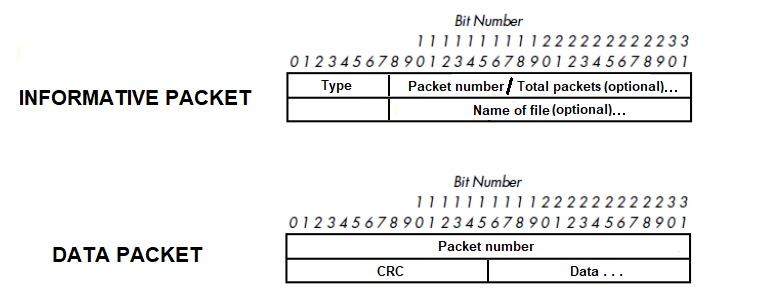 Bit Number
1 1 1 1 1 1 1 1 1 1 2 2 2 2 2 2 2 2 2 2 3 3
0 1 2 3 4 5 6 7 8 9 0 1 2 3 4 5 6 7 8 9 0 1 2 3 4 5 6 7 8 9 0 1
INFORMATIVE PACKET
Type
Packet number / Total packets (optional)...
Name of file (optional)...
Bit Number
1 1 1 1 1 1 1 1 1 1 2 2 2 2 2 2 2 2 2 2 3 3
0 1 2 3 4 5 6 7 8 9 0 1 2 3 4 5 6 7 8 9 0 1 2 3 4 5 6 7 8 9 0 1
DATA PACKET
Packet number
CRC
Data . . .